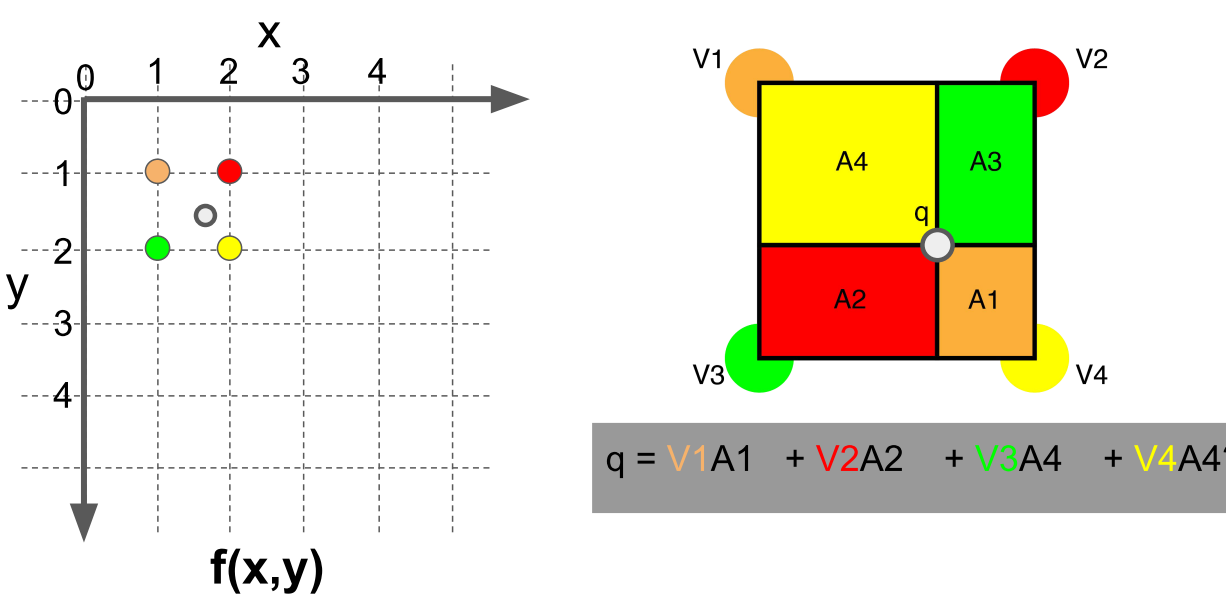 x
0 1 2 3 4
0
1
2
y
3
4
f(x,y)
V1 V2
A4 A3
q
A2 A1
V3 V4
q = V1A1 + V2A2 + V3A4 + V4A4